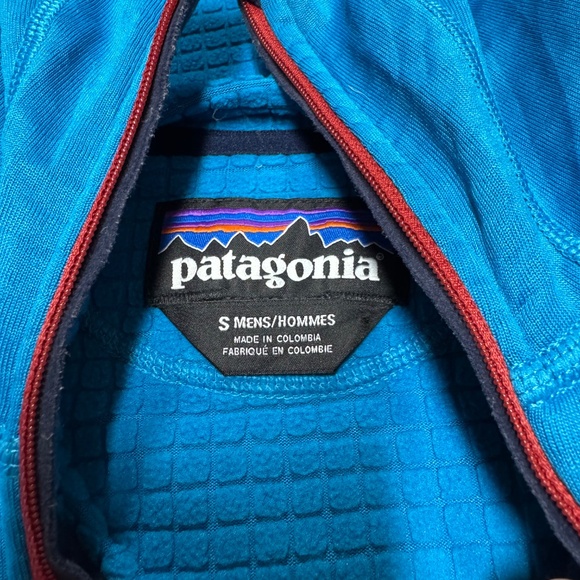 patagonia®
S MENS/HOMMES
MADE IN COLOMBIA
FABRIQUÉ EN COLOMBIE